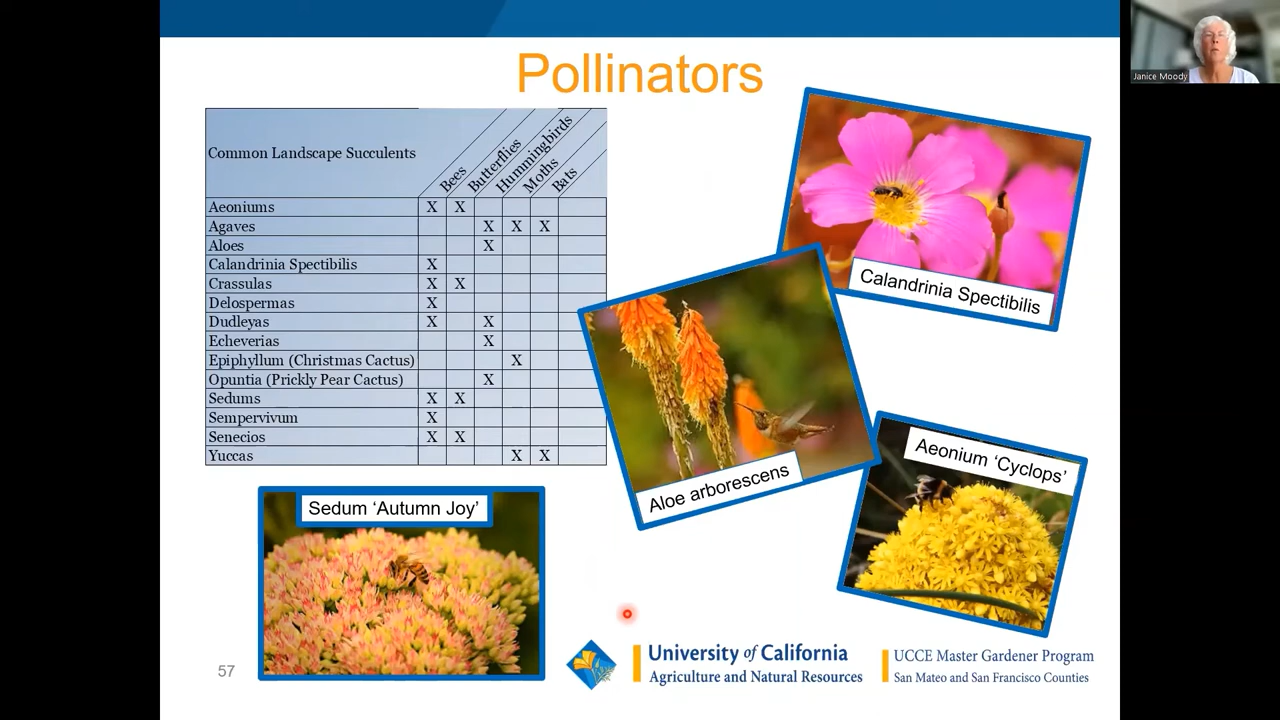 Pollinators
Common Landscape Succulents
Bees
Butterflies
Hummingbirds
Moths
Bats
Aeoniums X X
Agaves X X X
Aloes X
Calandrinia Spectibilis X
Crassulas X X
Delospermas X
Dudleyas X X
Echeverias X
Epiphyllum (Christmas Cactus) X
Opuntia (Prickly Pear Cactus) X
Sedums X X
Sempervivum X
Senecios X X
Yuccas X X
Calandrinia Spectibilis
Aloe arborescens
Aeonium ‘Cyclops’
Sedum ‘Autumn Joy’
57
University of California
Agriculture and Natural Resources
UCCE Master Gardener Program
San Mateo and San Francisco Counties
Janice Moody